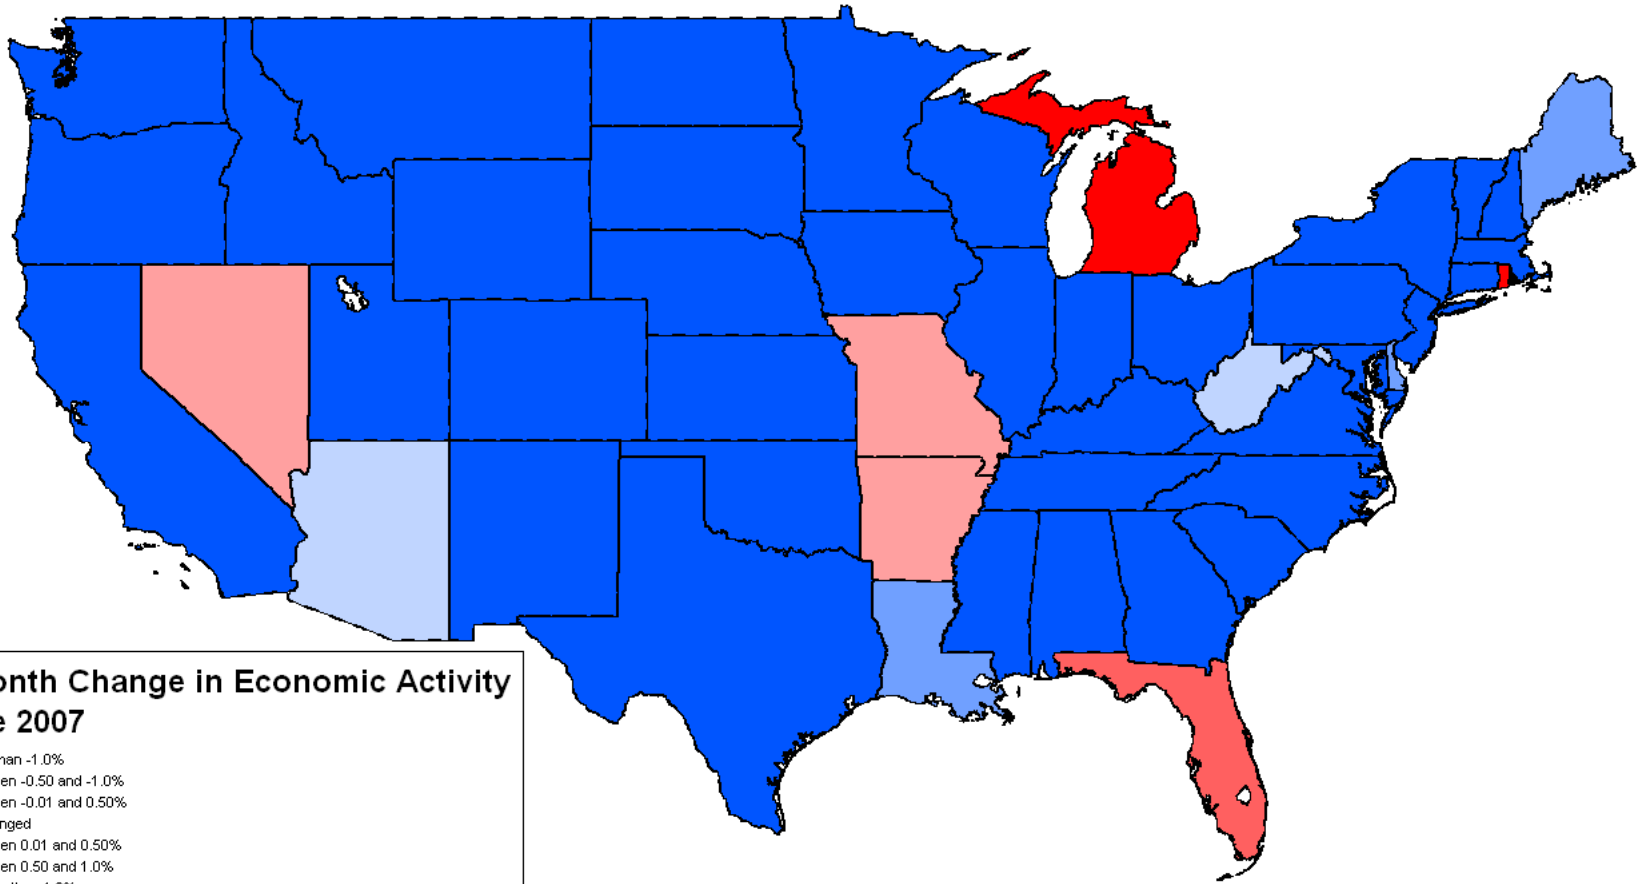 onth Change in Economic Activity
e 2007
han -1.0%
en -0.50 and -1.0%
en -0.01 and 0.50%
nged
en 0.01 and 0.50%
en 0.50 and 1.0%